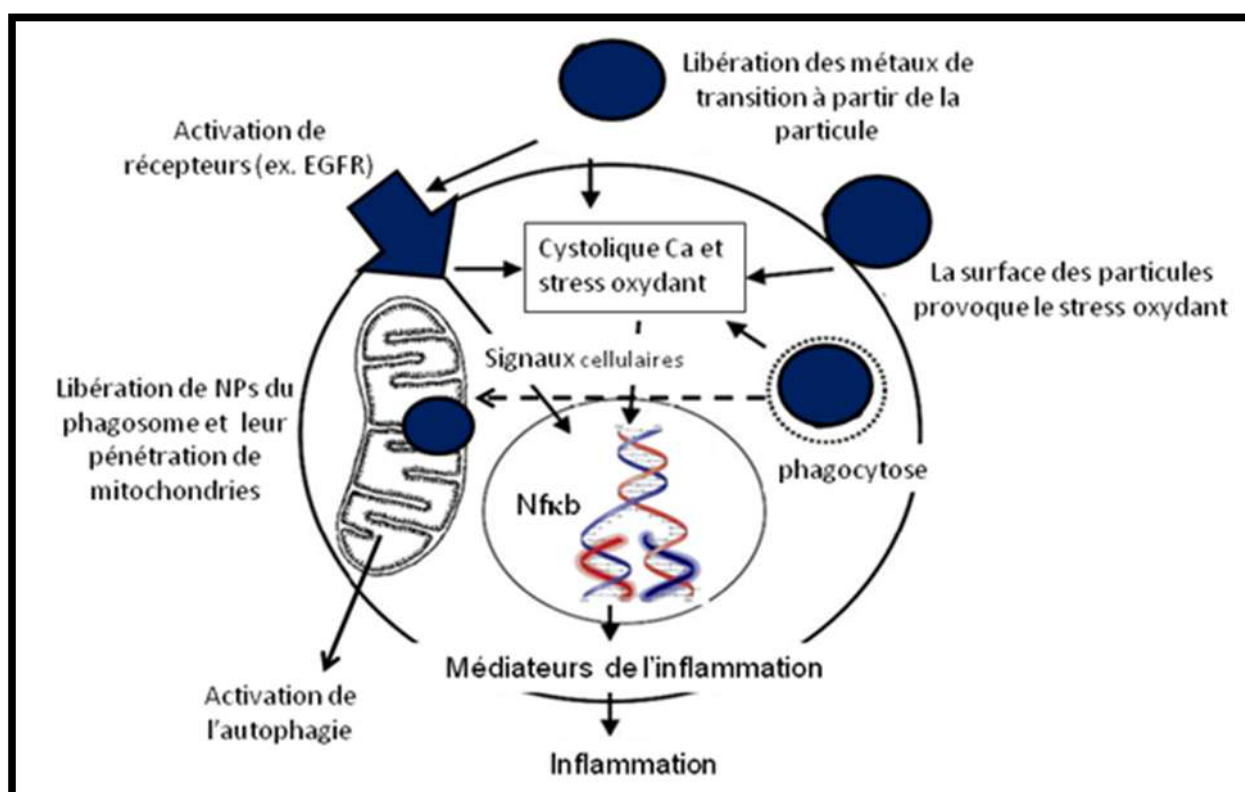 Libération des métaux de
transition à partir de la
particule
Activation de
récepteurs (ex. EGFR)
Cystolique Ca et
stress oxydant
La surface des particules
provoque le stress oxydant
Signaux cellulaires
Libération de NPs du
phagosome et leur
pénétration de
mitochondries
phagocytose
Nfκb
Médiateurs de l'inflammation
Activation de
l'autophagie
Inflammation